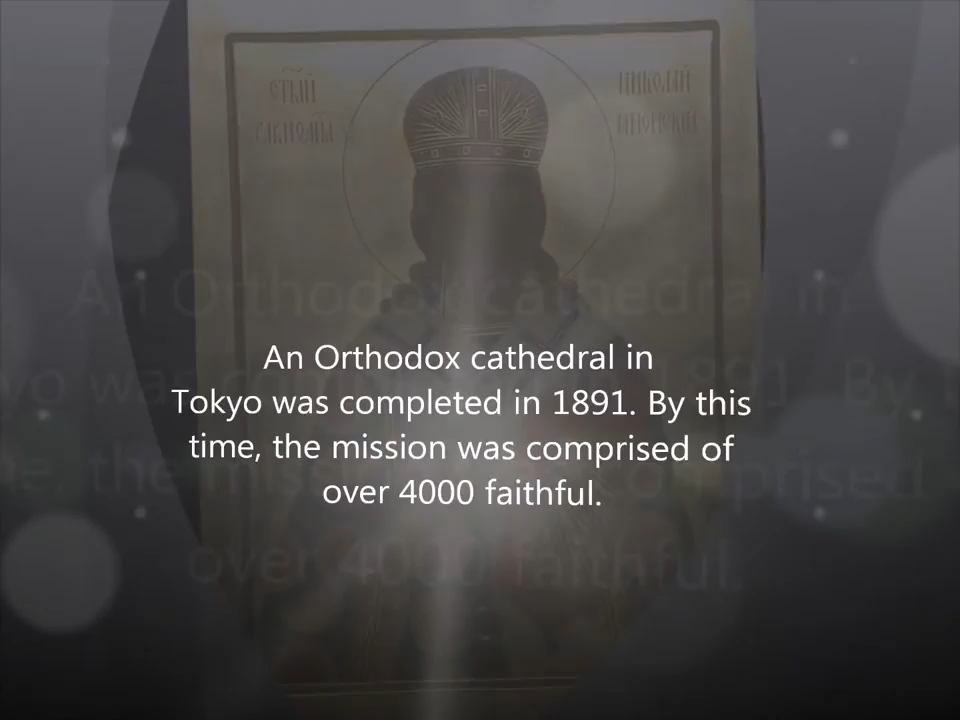 An Orthodox cathedral in
Tokyo was completed in 1891. By this
time, the mission was comprised of
over 4000 faithful.